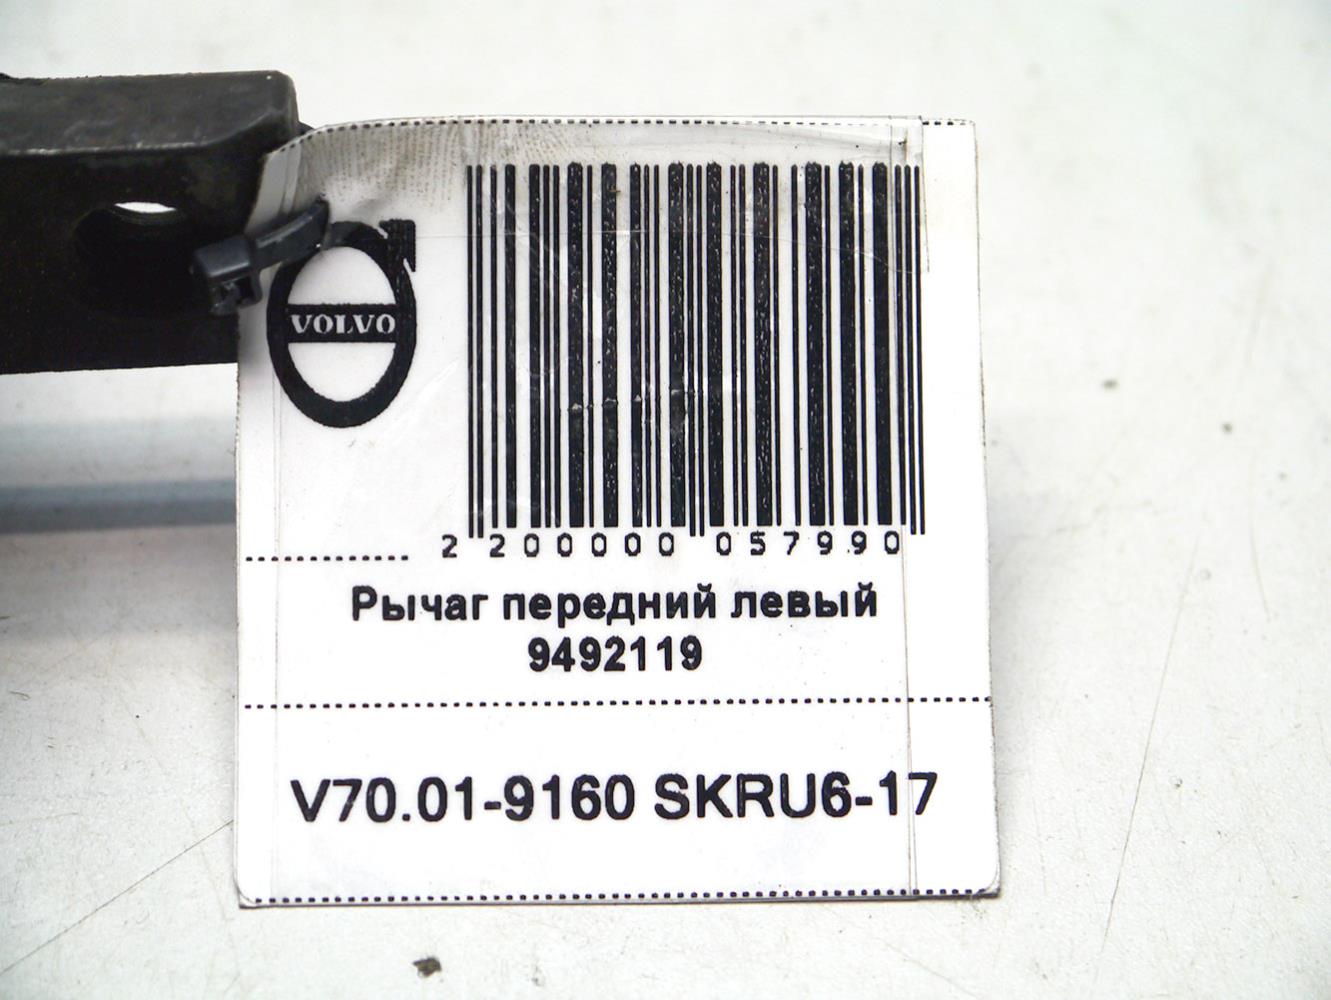 VOLVO
2 200000 057990
Рычаг передний левый
9492119
V70.01-9160 SKRU6-17